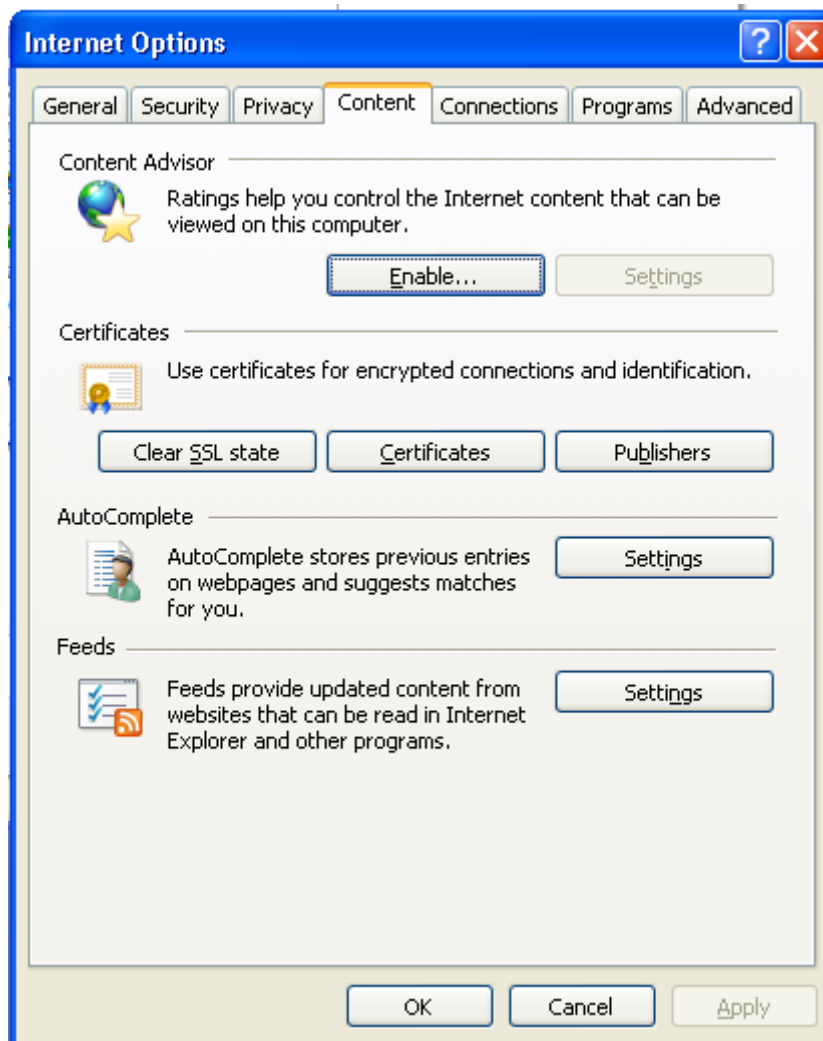 Internet Options
General Security Privacy Content Connections Programs Advanced
Content Advisor
Ratings help you control the Internet content that can be
viewed on this computer.
Enable... Settings
Certificates
Use certificates for encrypted connections and identification.
Clear SSL state Certificates Publishers
AutoComplete
AutoComplete stores previous entries
on webpages and suggests matches
for you.
Settings
Feeds
Feeds provide updated content from
websites that can be read in Internet
Explorer and other programs.
Settings
OK Cancel Apply